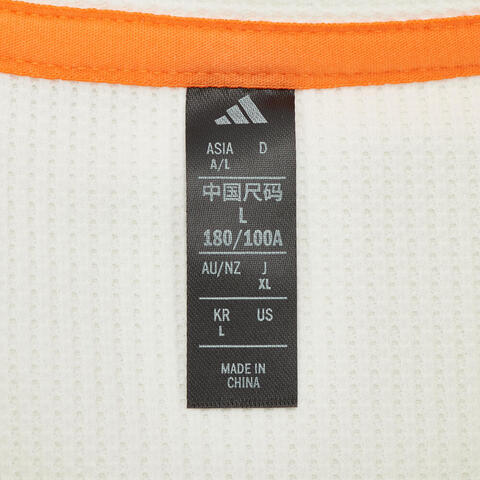 ASIA D
A/L
中国尺码
L
180/100A
AU/NZ J
XL
KR US
L
MADE IN
CHINA